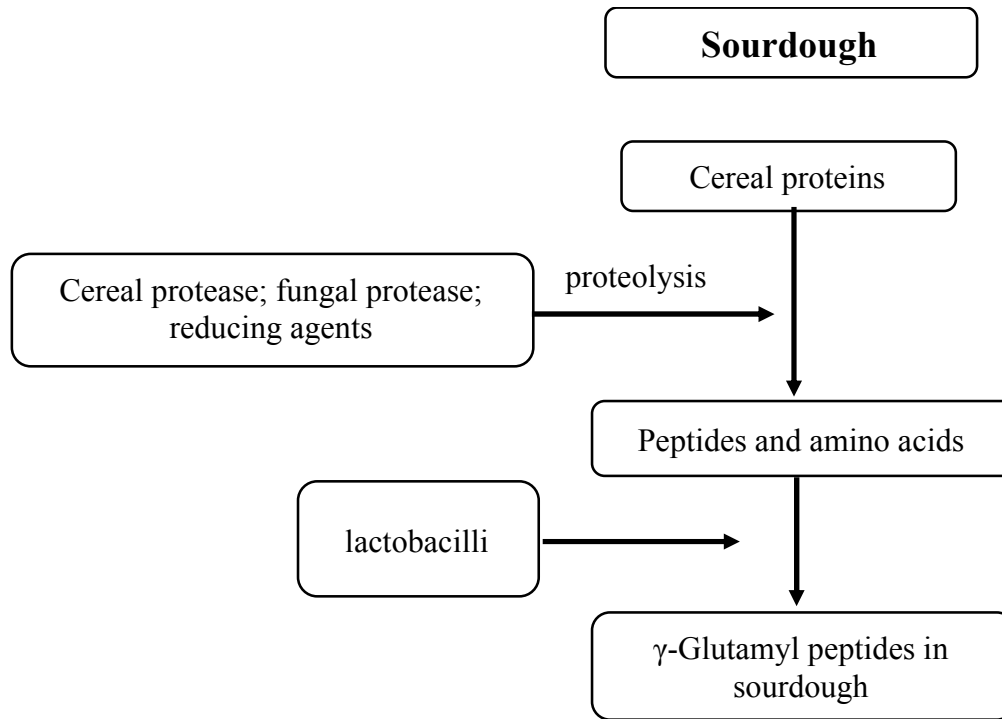 Sourdough
Cereal proteins
proteolysis
Cereal protease; fungal protease;
reducing agents
Peptides and amino acids
lactobacilli
γ-Glutamyl peptides in
sourdough